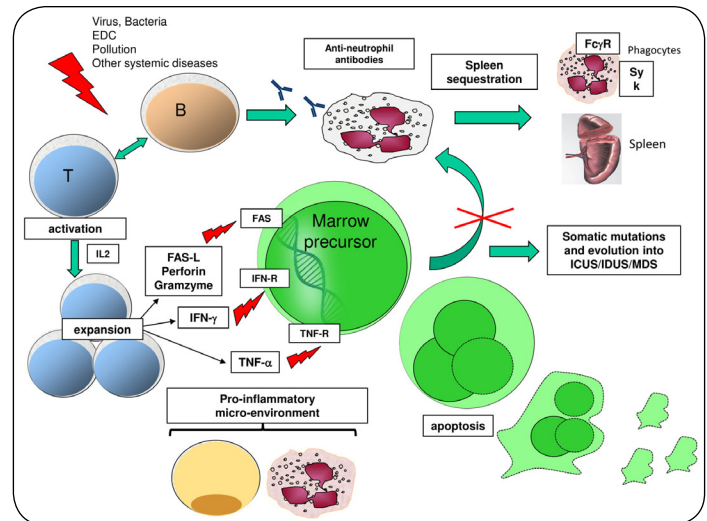 Virus, Bacteria
EDC
Pollution
Other systemic diseases
Anti-neutrophil
antibodies
Spleen
sequestration
FcγR
Phagocytes
Sy
k
B
T
Spleen
activation
IL2
FAS
Marrow
precursor
FAS-L
Perforin
Gramzyme
IFN-R
Somatic mutations
and evolution into
ICUS/IDUS/MDS
expansion
IFN-γ
TNF-R
TNF-α
Pro-inflammatory
micro-environment
apoptosis